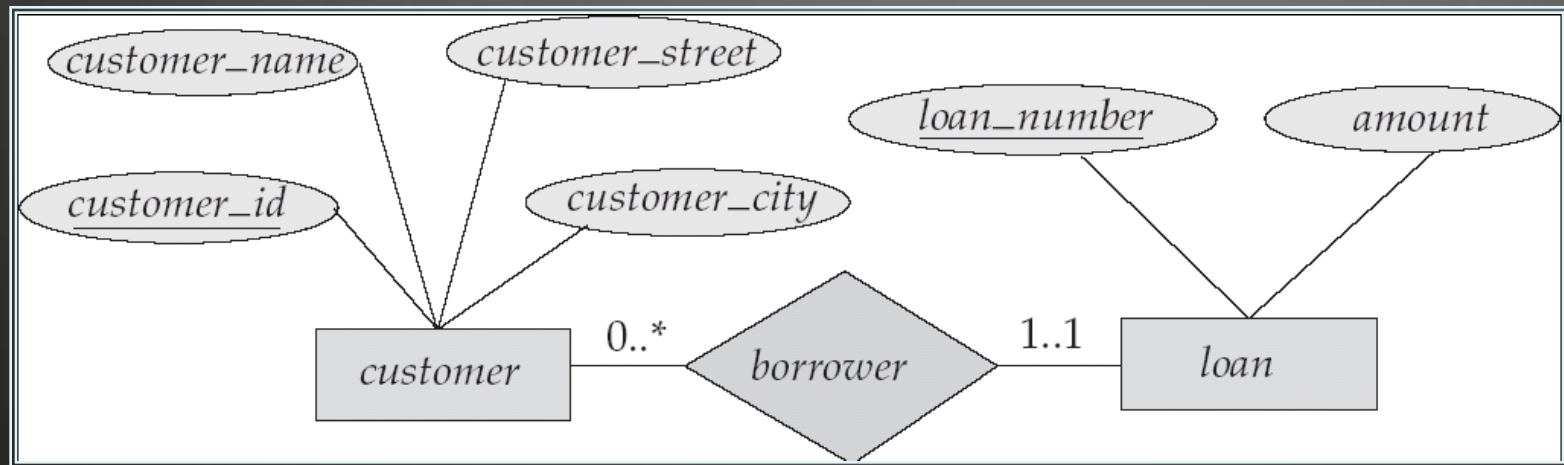 customer_name
customer_street
loan_number
amount
customer_id
customer_city
0..*
1..1
customer
borrower
loan